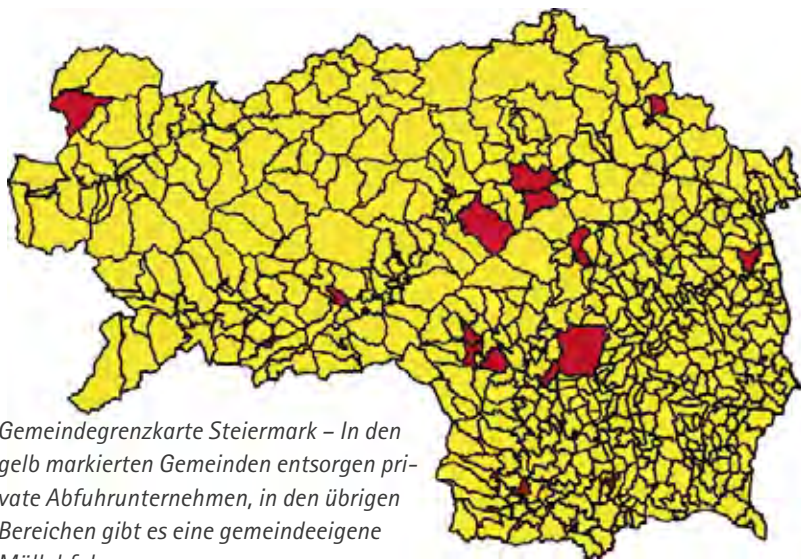 Gemeindegrenzkarte Steiermark – In den
gelb markierten Gemeinden entsorgen pri-
vate Abfuhrunternehmen, in den übrigen
Bereichen gibt es eine gemeindeeigene